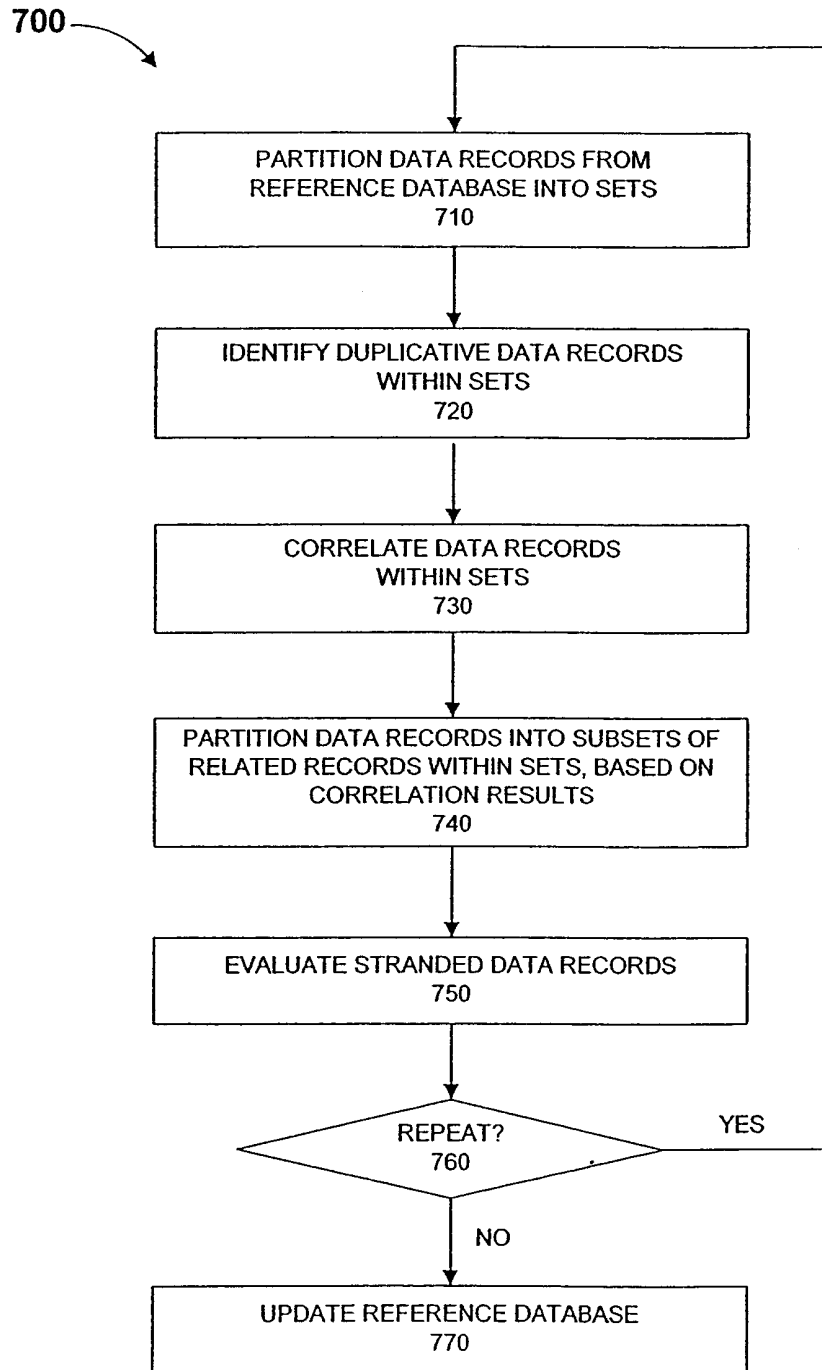 700
PARTITION DATA RECORDS FROM
REFERENCE DATABASE INTO SETS
710
IDENTIFY DUPLICATIVE DATA RECORDS
WITHIN SETS
720
CORRELATE DATA RECORDS
WITHIN SETS
730
PARTITION DATA RECORDS INTO SUBSETS OF
RELATED RECORDS WITHIN SETS, BASED ON
CORRELATION RESULTS
740
EVALUATE STRANDED DATA RECORDS
750
REPEAT?
760
YES
NO
UPDATE REFERENCE DATABASE
770